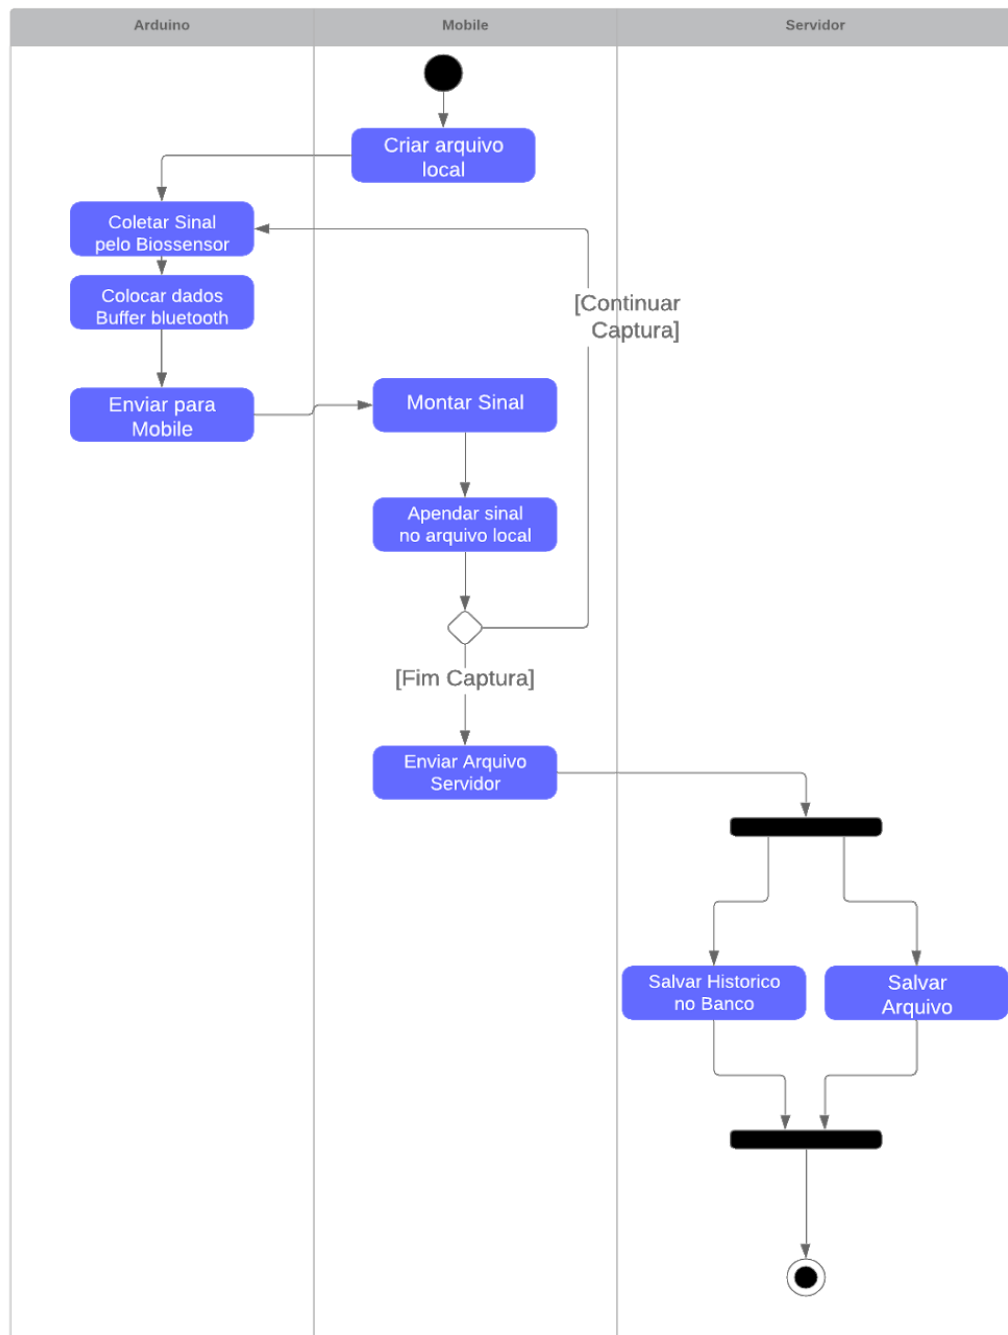 Arduino
Mobile
Servidor
Criar arquivo
local
Coletar Sinal
pelo Biossensor
Colocar dados
Buffer bluetooth
[Continuar
Captura]
Enviar para
Mobile
Montar Sinal
Apendar sinal
no arquivo local
[Fim Captura]
Enviar Arquivo
Servidor
Salvar Historico
no Banco
Salvar
Arquivo